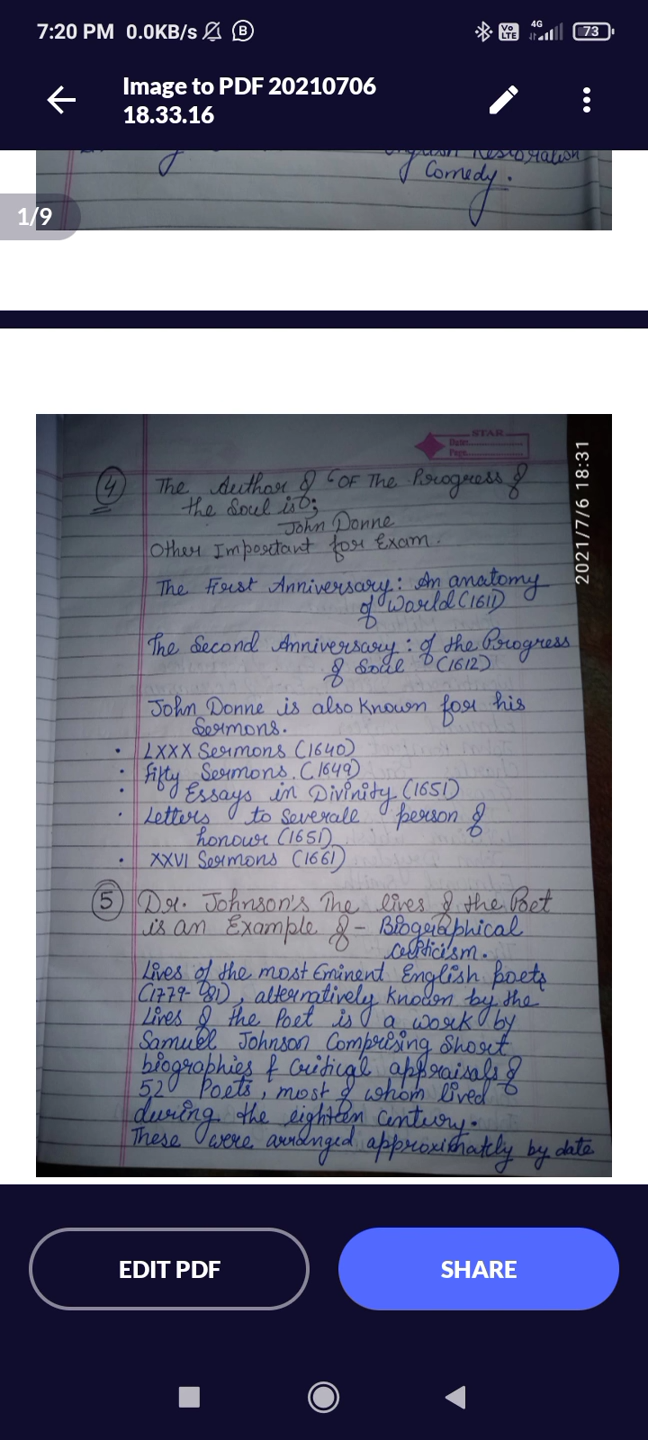 7:20 PM 0.0KB/s B Vo LTE 4G 73
Image to PDF 20210706
18.33.16
English Restoration
Comedy.
1/9
STAR
Date
Page
2021/7/6 18:31
4 The Author of "OF The Progress of
the Soul is;
John Donne
Other Important for Exam.
The First Anniversary: An anatomy
of World (1611)
The Second Anniversary: of the Progress
of Soul (1612)
John Donne is also known for his
Sermons.
• LXXX Sermons (1640)
• Fifty Sermons. (1649)
• Essays in Divinity (1651)
• Letters to Severale person of
honour (1651)
• XXVI Sermons (1661)
5 Dr. Johnson's The lives of the Poet
is an Example of - Biographical
criticism.
Lives of the most Eminent English poets
(1779-81), alternatively known by the
Lives of the Poet is a work by
Samuel Johnson Comprising Short
biographies & Critical appraisals of
52 Poets, most of whom lived
during the eighteen Century.
These were arranged approximately by date
EDIT PDF SHARE